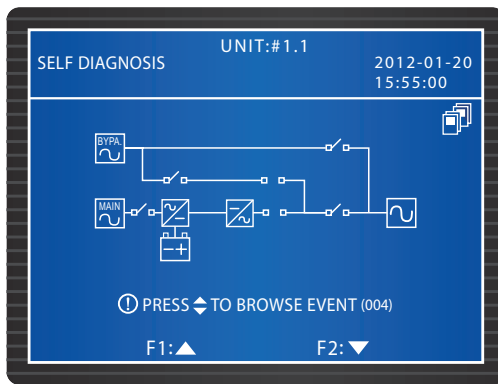 UNIT:#1.1
SELF DIAGNOSIS
2012-01-20
15:55:00
BYPA.
MAIN
PRESS TO BROWSE EVENT (004)
F1:
F2: